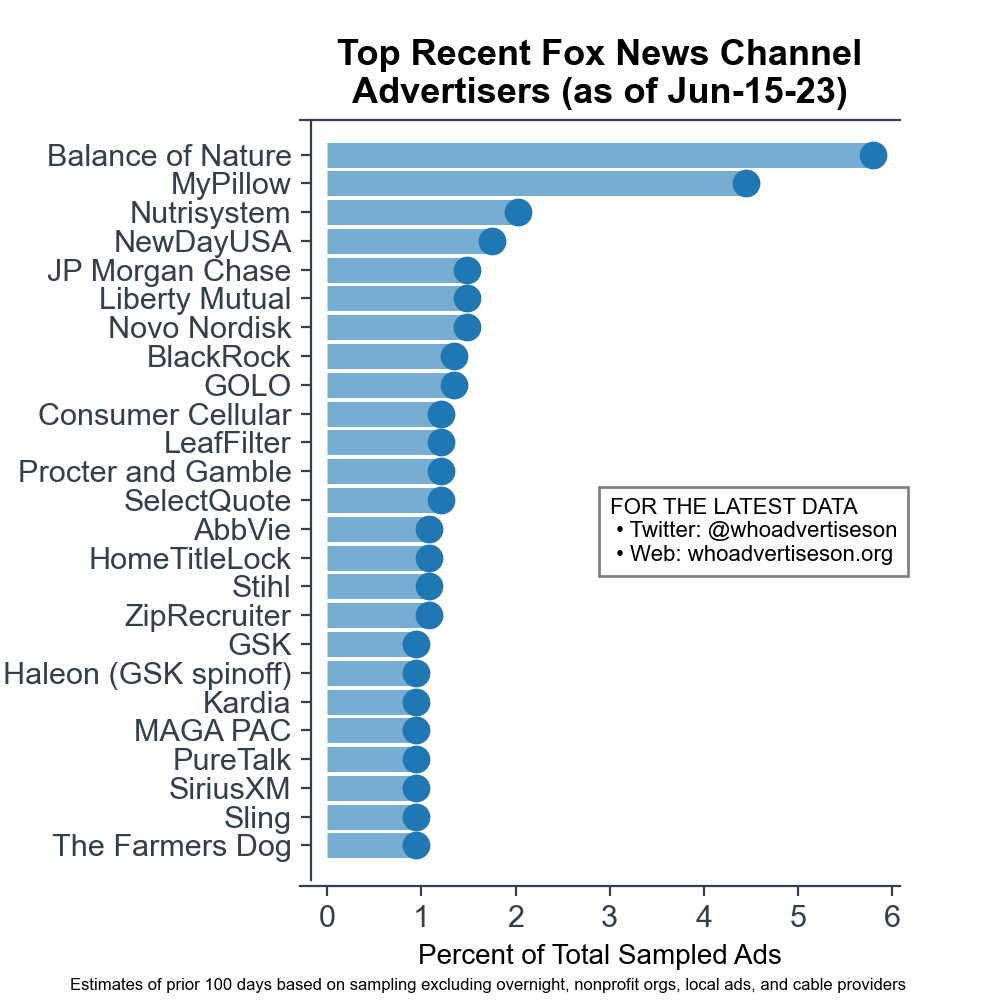 Top Recent Fox News Channel
Advertisers (as of Jun-15-23)
Balance of Nature
MyPillow
Nutrisystem
NewDayUSA
JP Morgan Chase
Liberty Mutual
Novo Nordisk
BlackRock
GOLO
Consumer Cellular
LeafFilter
Procter and Gamble
SelectQuote
AbbVie
HomeTitleLock
Stihl
ZipRecruiter
GSK
Haleon (GSK spinoff)
Kardia
MAGA PAC
PureTalk
SiriusXM
Sling
The Farmers Dog
FOR THE LATEST DATA
• Twitter: @whoadvertiseson
• Web: whoadvertiseson.org
0 1 2 3 4 5 6
Percent of Total Sampled Ads
Estimates of prior 100 days based on sampling excluding overnight, nonprofit orgs, local ads, and cable providers